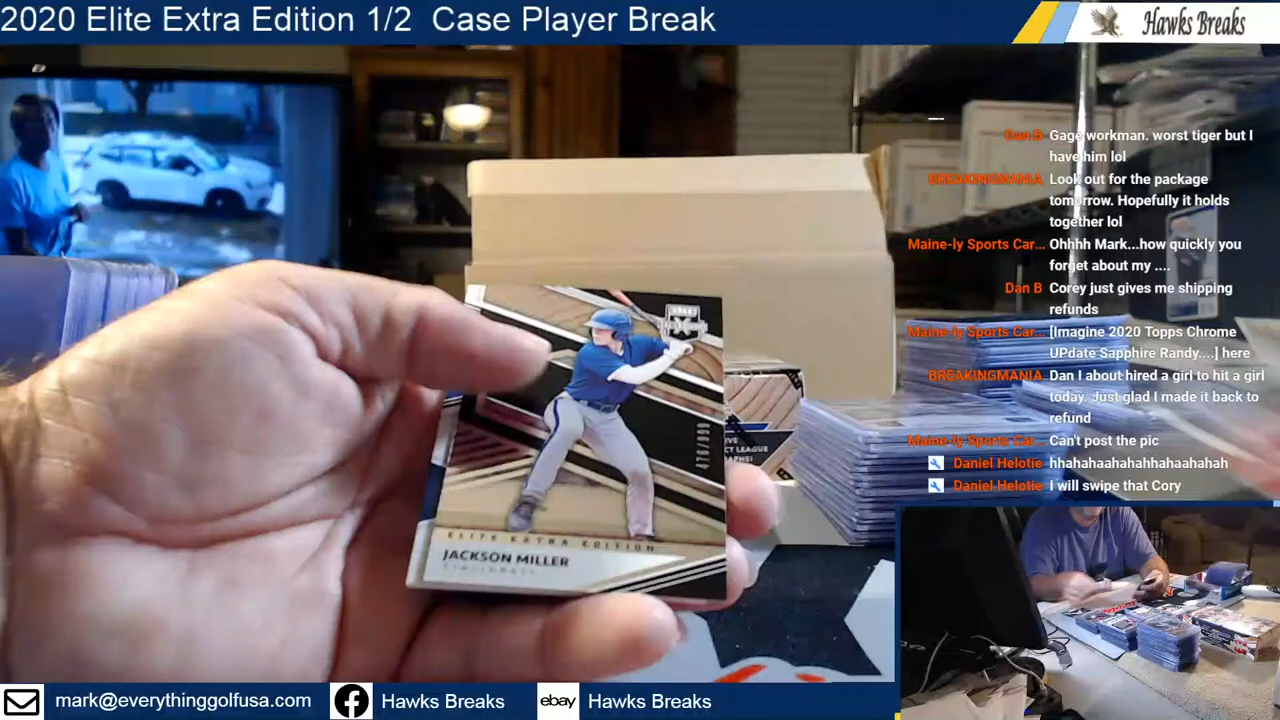 2020 Elite Extra Edition 1/2 Case Player Break
Hawks Breaks
Dan B Gage workman. worst tiger but I
have him lol
BREAKINGMANIA Look out for the package
tomorrow. Hopefully it holds
together lol
Maine-ly Sports Car... Ohhhh Mark...how quickly you
forget about my ....
Dan B Corey just gives me shipping
refunds
Maine-ly Sports Car... [Imagine 2020 Topps Chrome
UPdate Sapphire Randy....] here
BREAKINGMANIA Dan I about hired a girl to hit a girl
today. Just glad I made it back to
refund
Maine-ly Sports Car... Can't post the pic
Daniel Helotie hhahahaahahahhahaahahah
Daniel Helotie I will swipe that Cory
ELITE EXTRA EDITION
JACKSON MILLER
CINCINNATI
mark@everythinggolfusa.com
Hawks Breaks
ebay
Hawks Breaks